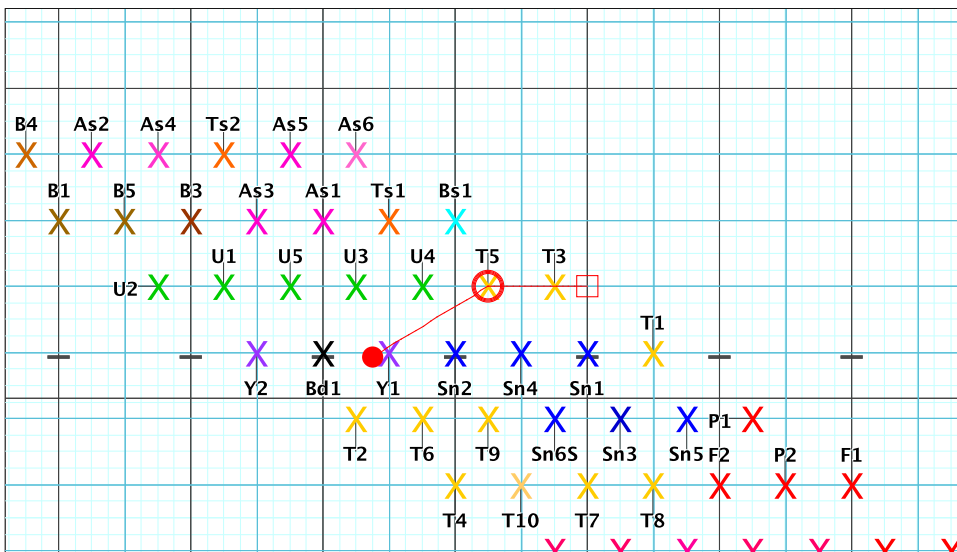 B4 As2 As4 Ts2 As5 As6
B1 B5 B3 As3 As1 Ts1 Bs1
U1 U5 U3 U4 T5 T3
U2
T1
Y2 Bd1 Y1 Sn2 Sn4 Sn1
P1
T2 T6 T9 Sn6S Sn3 Sn5 F2 P2 F1
T4 T10 T7 T8